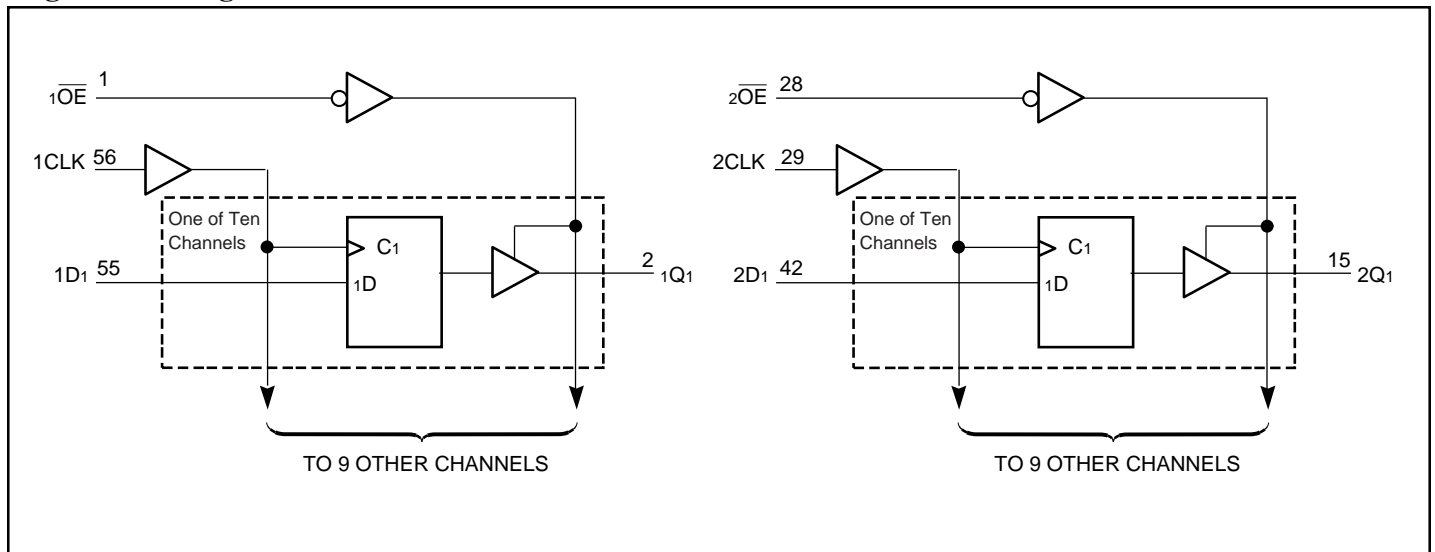 1OE 1
1CLK 56
One of Ten
Channels
C1
1D1 55
1D
2 1Q1
TO 9 OTHER CHANNELS
2OE 28
2CLK 29
One of Ten
Channels
C1
2D1 42
1D
15 2Q1
TO 9 OTHER CHANNELS